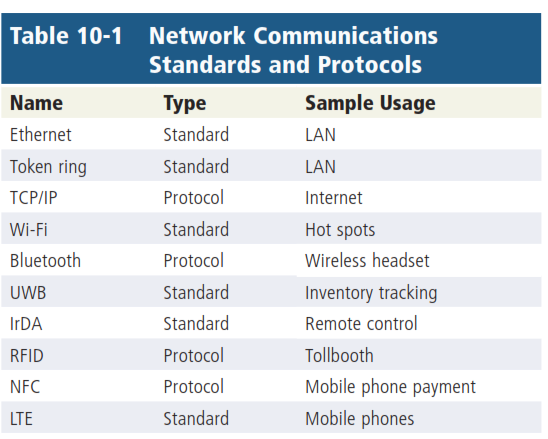 Table 10-1 Network Communications
Standards and Protocols
Name Type Sample Usage
Ethernet Standard LAN
Token ring Standard LAN
TCP/IP Protocol Internet
Wi-Fi Standard Hot spots
Bluetooth Protocol Wireless headset
UWB Standard Inventory tracking
IrDA Standard Remote control
RFID Protocol Tollbooth
NFC Protocol Mobile phone payment
LTE Standard Mobile phones